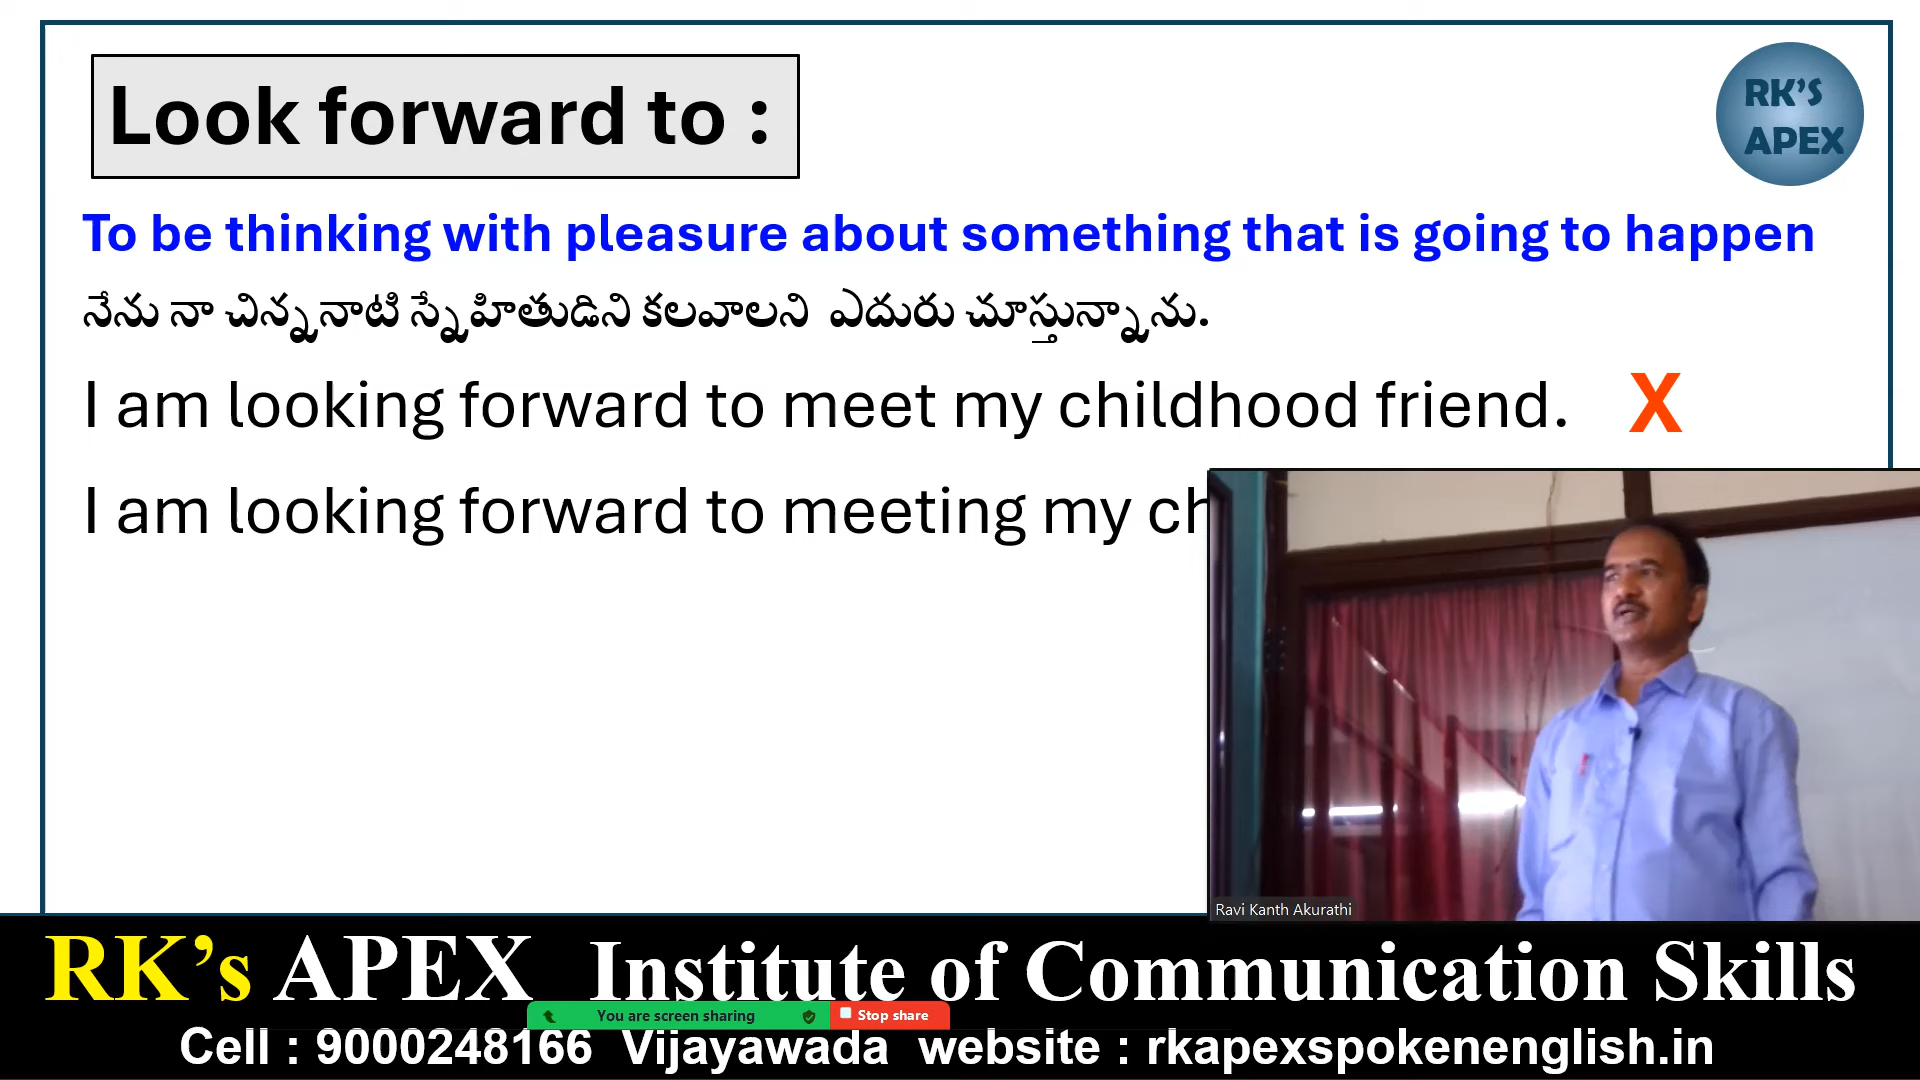 Look forward to :
RK'S
APEX
To be thinking with pleasure about something that is going to happen
నేను నా చిన్ననాటి స్నేహితుడిని కలవాలని ఎదురు చూస్తున్నాను.
I am looking forward to meet my childhood friend. X
I am looking forward to meeting my ch
Ravi Kanth Akurathi
RK's APEX Institute of Communication Skills
You are screen sharing Stop share
Cell : 9000248166 Vijayawada website : rkapexspokenenglish.in